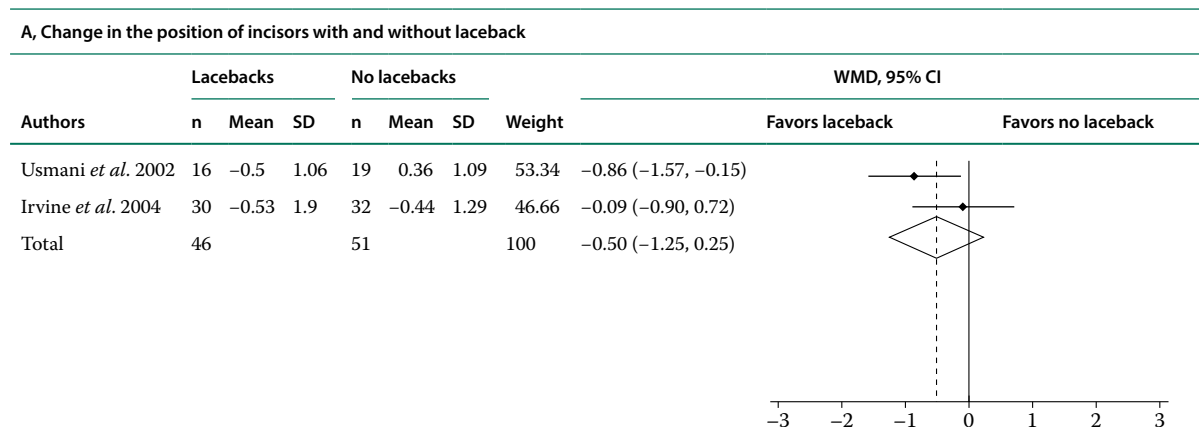 A, Change in the position of incisors with and without laceback
Lacebacks No lacebacks WMD, 95% CI
Authors n Mean SD n Mean SD Weight Favors laceback Favors no laceback
Usmani et al. 2002 16 −0.5 1.06 19 0.36 1.09 53.34 −0.86 (−1.57, −0.15)
Irvine et al. 2004 30 −0.53 1.9 32 −0.44 1.29 46.66 −0.09 (−0.90, 0.72)
Total 46 51 100 −0.50 (−1.25, 0.25)
−3 −2 −1 0 1 2 3